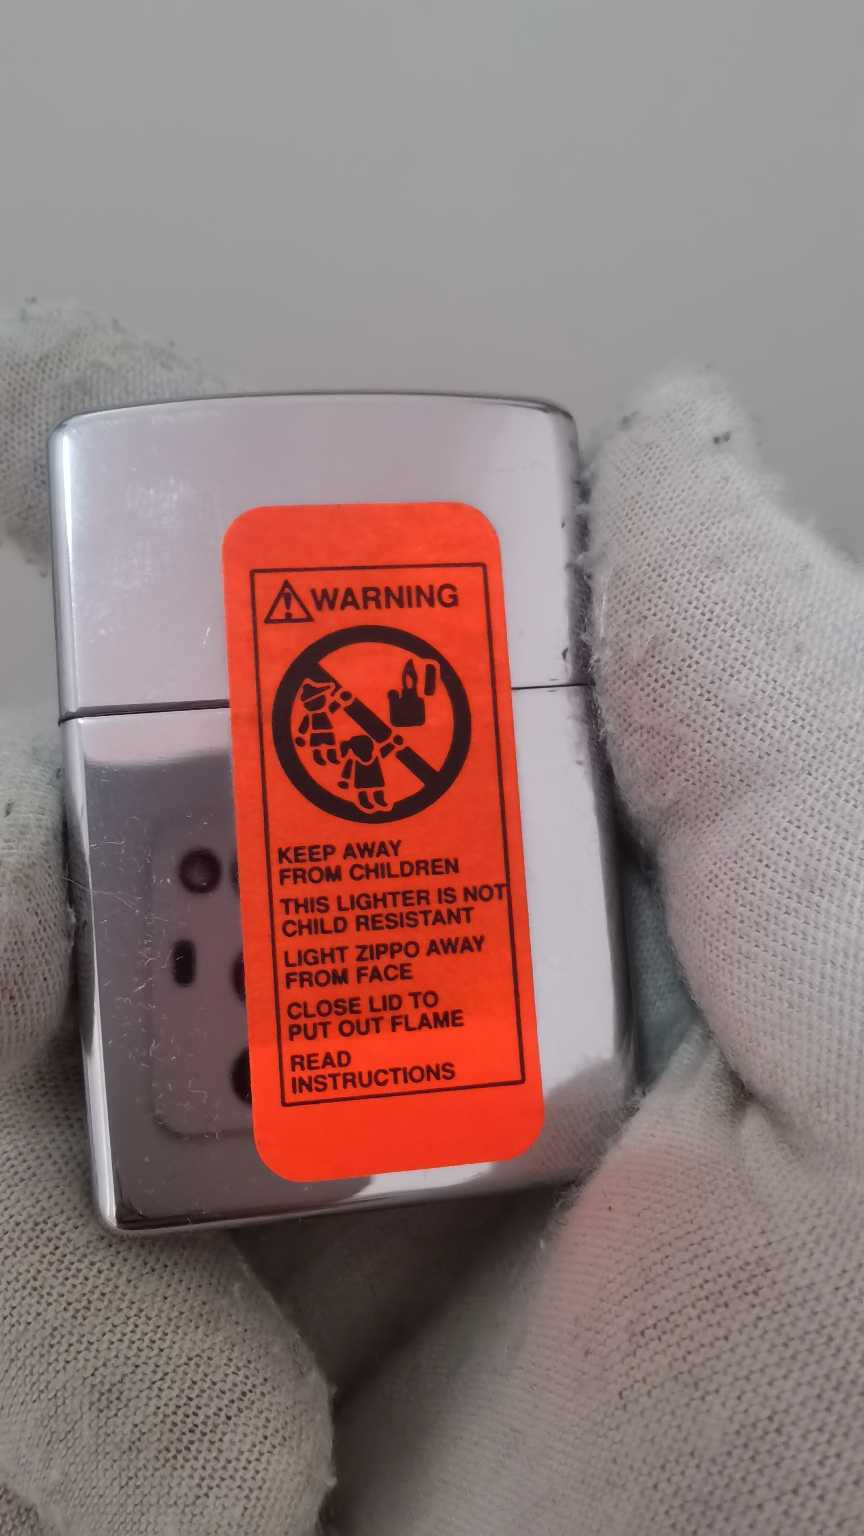 WARNING
KEEP AWAY
FROM CHILDREN
THIS LIGHTER IS NOT
CHILD RESISTANT
LIGHT ZIPPO AWAY
FROM FACE
CLOSE LID TO
PUT OUT FLAME
READ
INSTRUCTIONS